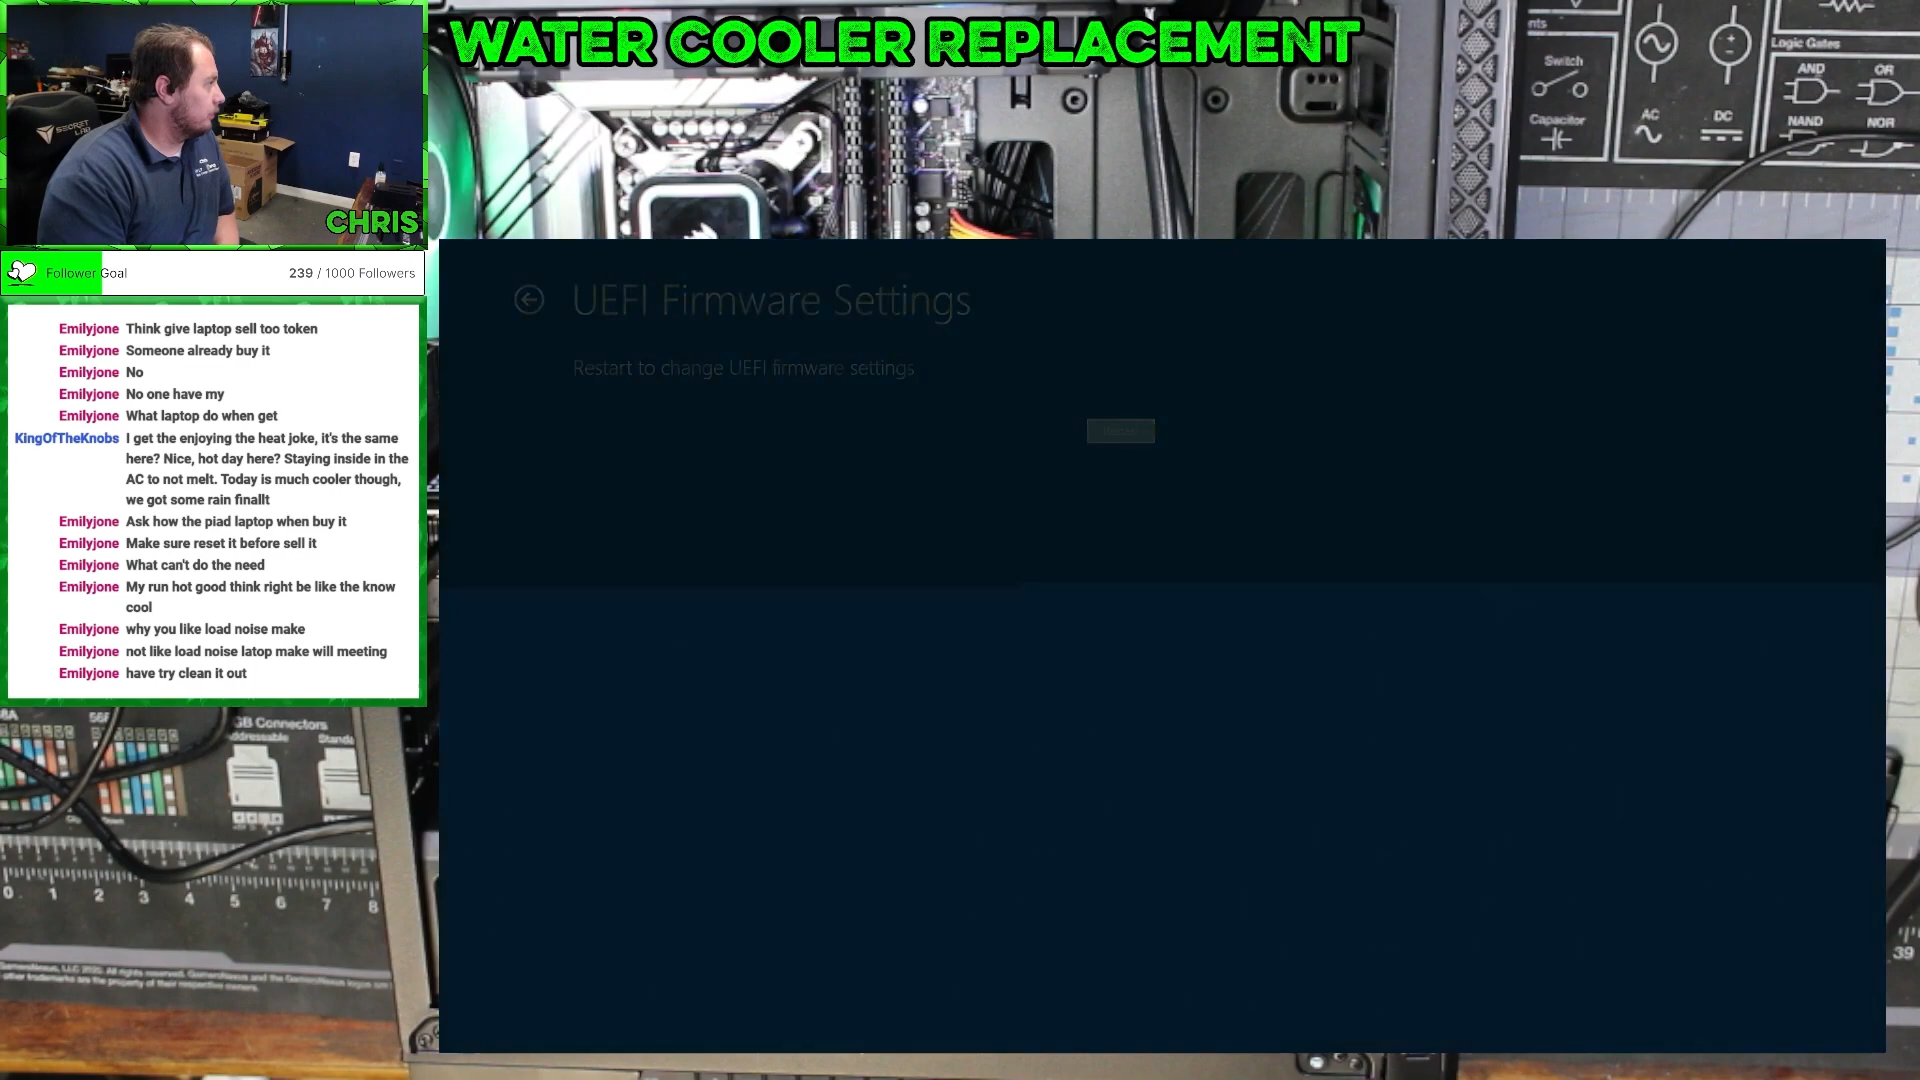 WATER COOLER REPLACEMENT
SECRETLAB
CHRIS
Follower Goal
239 / 1000 Followers
Emilyjone Think give laptop sell too token
Emilyjone Someone already buy it
Emilyjone No
Emilyjone No one have my
Emilyjone What laptop do when get
KingOfTheKnobs I get the enjoying the heat joke, it's the same
here? Nice, hot day here? Staying inside in the
AC to not melt. Today is much cooler though,
we got some rain finallt
Emilyjone Ask how the piad laptop when buy it
Emilyjone Make sure reset it before sell it
Emilyjone What can't do the need
Emilyjone My run hot good think right be like the know
cool
Emilyjone why you like load noise make
Emilyjone not like load noise latop make will meeting
Emilyjone have try clean it out
UEFI Firmware Settings
Restart to change UEFI firmware settings
Switch
Capacitor
AC
DC
Logic Gates
AND
OR
NAND
NOR
GB Connectors
Addressable
0 1 2 3 4 5 6 7 8
39